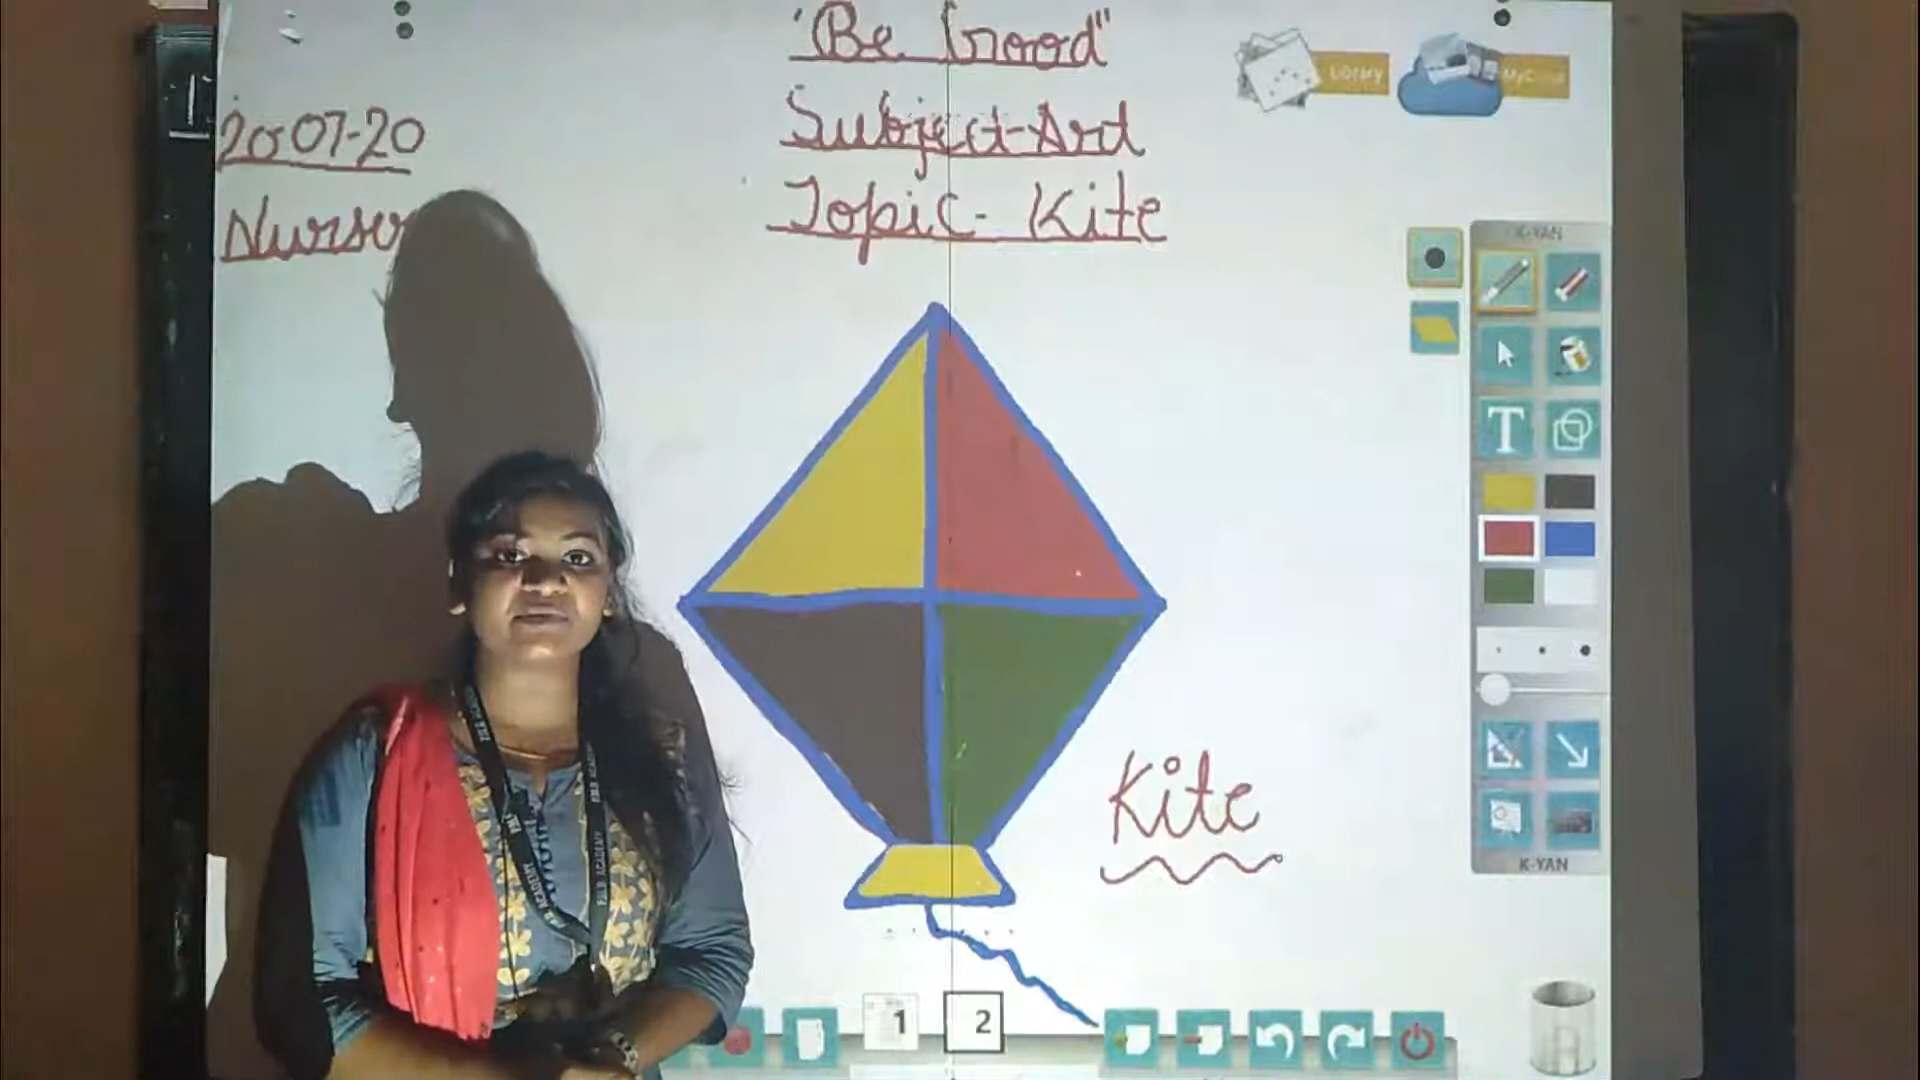 "Be Good"
Library
20 07-20
Subject-Art
Topic- Kite
K-YAN
T
Kite
K-YAN
1
2